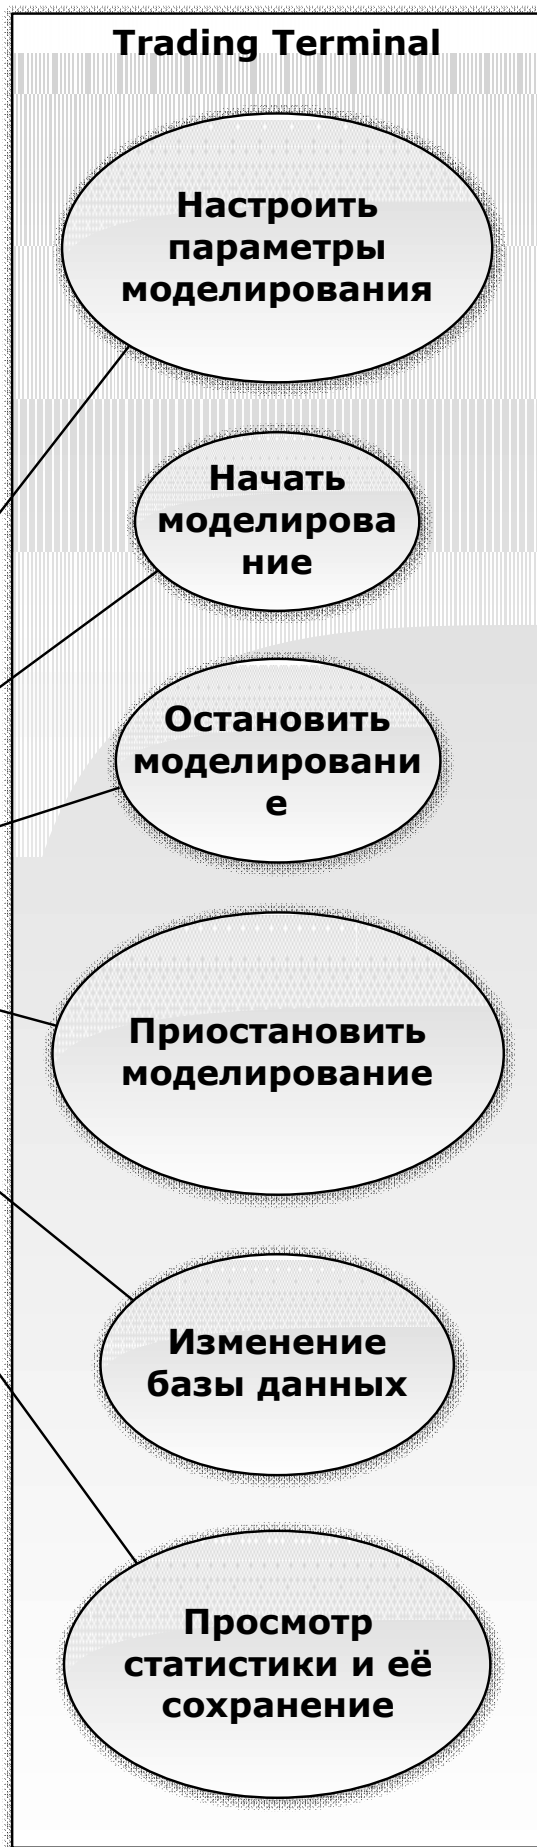 Trading Terminal
Настроить
параметры
моделирования
Начать
моделирова
ние
Остановить
моделировани
е
Приостановить
моделирование
Изменение
базы данных
Просмотр
статистики и её
сохранение